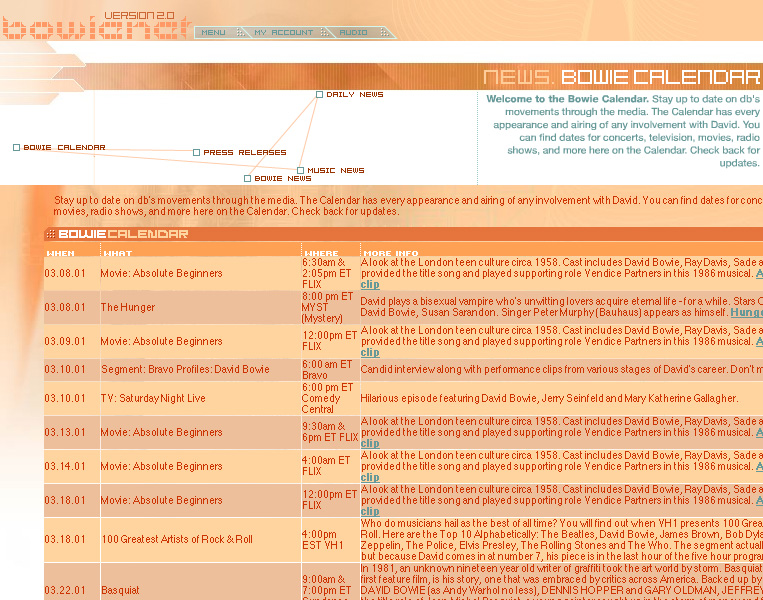 VERSION 2.0
bowienet
MENU MY ACCOUNT AUDIO
NEWS. BOWIE CALENDAR
DAILY NEWS
BOWIE CALENDAR
PRESS RELEASES
MUSIC NEWS
BOWIE NEWS
Welcome to the Bowie Calendar. Stay up to date on db's
movements through the media. The Calendar has every
appearance and airing of any involvement with David. You
can find dates for concerts, television, movies, radio
shows, and more here on the Calendar. Check back for
updates.
Stay up to date on db's movements through the media. The Calendar has every appearance and airing of any involvement with David. You can find dates for conc
movies, radio shows, and more here on the Calendar. Check back for updates.
BOWIECALENDAR
WHEN WHAT WHERE MORE INFO
03.08.01 Movie: Absolute Beginners 6:30am & 2:05pm ET FLIX A look at the London teen culture circa 1958. Cast includes David Bowie, Ray Davis, Sade a
provided the title song and played supporting role Vendice Partners in this 1986 musical. A
clip
03.08.01 The Hunger 8:00 pm ET MYST (Mystery) David plays a bisexual vampire who's unwitting lovers acquire eternal life - for a while. Stars C
David Bowie, Susan Sarandon. Singer Peter Murphy (Bauhaus) appears as himself. Hunge
03.09.01 Movie: Absolute Beginners 12:00pm ET FLIX A look at the London teen culture circa 1958. Cast includes David Bowie, Ray Davis, Sade a
provided the title song and played supporting role Vendice Partners in this 1986 musical. A
clip
03.10.01 Segment: Bravo Profiles: David Bowie 6:00 am ET Bravo Candid interview along with performance clips from various stages of David's career. Don't m
03.10.01 TV: Saturday Night Live 6:00 pm ET Comedy Central Hilarious episode featuring David Bowie, Jerry Seinfeld and Mary Katherine Gallagher.
03.13.01 Movie: Absolute Beginners 9:30am & 6pm ET FLIX A look at the London teen culture circa 1958. Cast includes David Bowie, Ray Davis, Sade a
provided the title song and played supporting role Vendice Partners in this 1986 musical. A
clip
03.14.01 Movie: Absolute Beginners 4:00am ET FLIX A look at the London teen culture circa 1958. Cast includes David Bowie, Ray Davis, Sade a
provided the title song and played supporting role Vendice Partners in this 1986 musical. A
clip
03.18.01 Movie: Absolute Beginners 12:00pm ET FLIX A look at the London teen culture circa 1958. Cast includes David Bowie, Ray Davis, Sade a
provided the title song and played supporting role Vendice Partners in this 1986 musical. A
clip
03.18.01 100 Greatest Artists of Rock & Roll 4:00pm EST VH1 Who do musicians hail as the best of all time? You will find out when VH1 presents 100 Grea
Roll. Here are the Top 10 Alphabetically: The Beatles, David Bowie, James Brown, Bob Dyla
Zeppelin, The Police, Elvis Presley, The Rolling Stones and The Who. The segment actuall
but because David comes in at number 7, his piece is in the last hour of the five hour program
03.22.01 Basquiat 9:00am & 7:00pm ET In 1981, an unknown nineteen year old writer of graffiti took the art world by storm. Basquiat
first feature film, is his story, one that was embraced by critics across America. Backed up by
DAVID BOWIE (as Andy Warhol no less), DENNIS HOPPER and GARY OLDMAN, JEFFREY